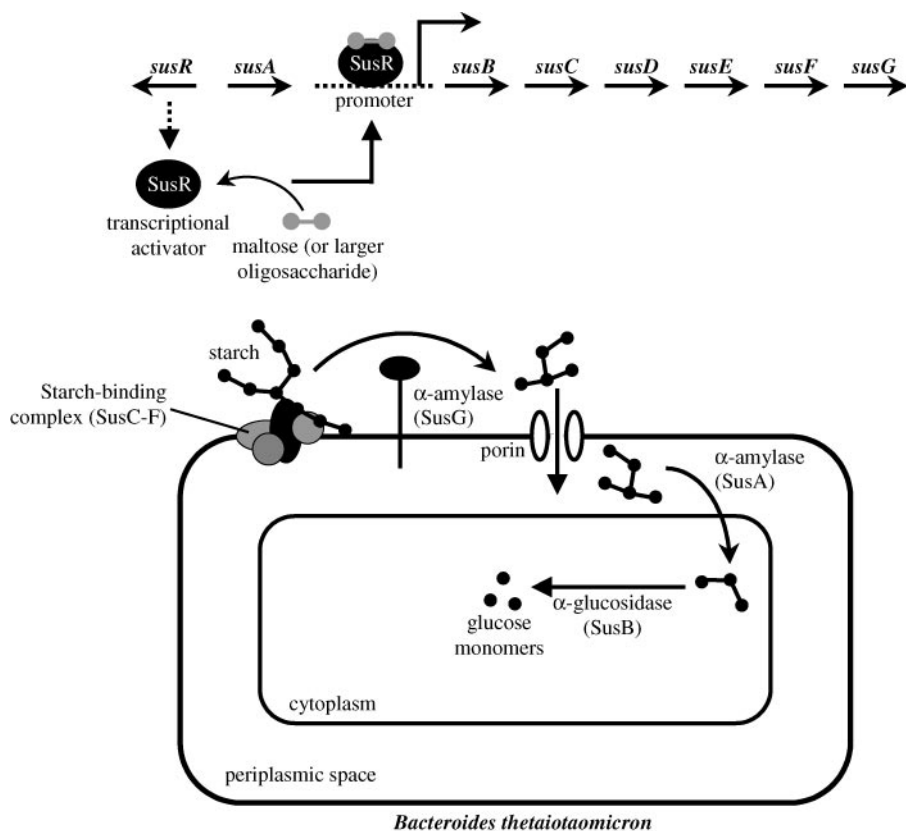 susR susA SusR susB susC susD susE susF susG
promoter
SusR
transcriptional
activator
maltose (or larger
oligosaccharide)
starch
Starch-binding
complex (SusC-F)
α-amylase
(SusG)
porin
α-amylase
(SusA)
α-glucosidase
(SusB)
glucose
monomers
cytoplasm
periplasmic space
Bacteroides thetaiotaomicron